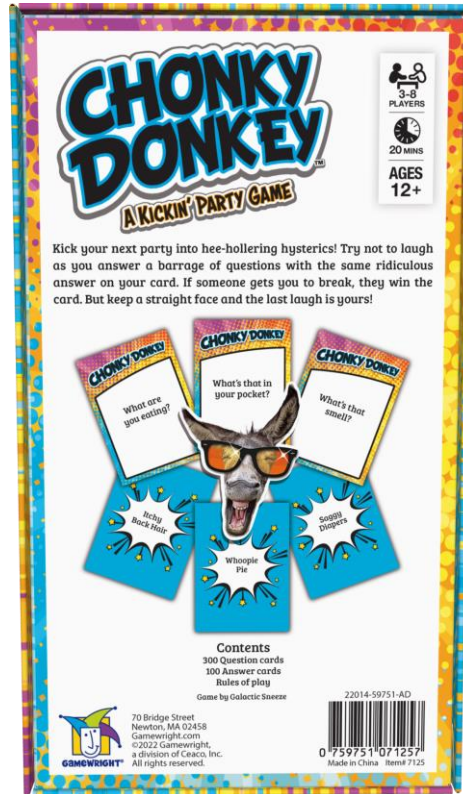 CHONKY
DONKEY™
A KICKIN' PARTY GAME
3-8
PLAYERS
20 MINS
AGES
12+
Kick your next party into hee-hollering hysterics! Try not to laugh
as you answer a barrage of questions with the same ridiculous
answer on your card. If someone gets you to break, they win the
card. But keep a straight face and the last laugh is yours!
CHONKY DONKEY
What are
you eating?
CHONKY DONKEY
What's that in
your pocket?
CHONKY DONKEY
What's that
smell?
Itchy
Back Hair
Whoopie
Pie
Soggy
Diapers
Contents
300 Question cards
100 Answer cards
Rules of play
Game by Galactic Sneeze
GAMEWRIGHT®
70 Bridge Street
Newton, MA 02458
Gamewright.com
©2022 Gamewright,
a division of Ceaco, Inc.
All rights reserved.
22014-59751-AD
0 759751 071257
Made in China Item# 7125